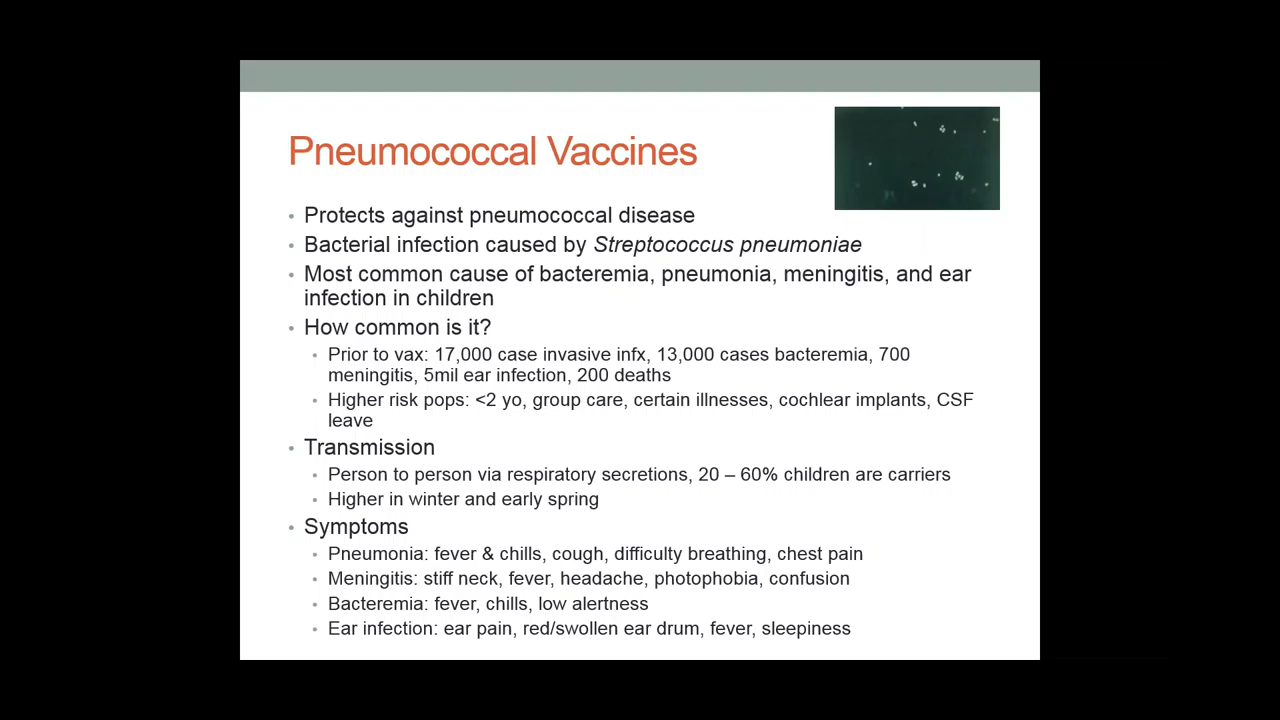 Pneumococcal Vaccines
• Protects against pneumococcal disease
• Bacterial infection caused by Streptococcus pneumoniae
• Most common cause of bacteremia, pneumonia, meningitis, and ear
infection in children
• How common is it?
• Prior to vax: 17,000 case invasive infx, 13,000 cases bacteremia, 700
meningitis, 5mil ear infection, 200 deaths
• Higher risk pops: <2 yo, group care, certain illnesses, cochlear implants, CSF
leave
• Transmission
• Person to person via respiratory secretions, 20 – 60% children are carriers
• Higher in winter and early spring
• Symptoms
• Pneumonia: fever & chills, cough, difficulty breathing, chest pain
• Meningitis: stiff neck, fever, headache, photophobia, confusion
• Bacteremia: fever, chills, low alertness
• Ear infection: ear pain, red/swollen ear drum, fever, sleepiness